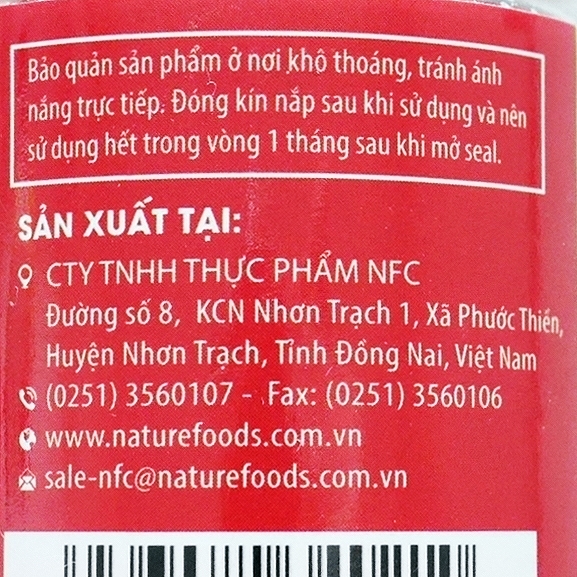 Bảo quản sản phẩm ở nơi khô thoáng, tránh ánh
nắng trực tiếp. Đóng kín nắp sau khi sử dụng và nên
sử dụng hết trong vòng 1 tháng sau khi mở seal.
SẢN XUẤT TẠI:
CTY TNHH THỰC PHẨM NFC
Đường số 8, KCN Nhơn Trạch 1, Xã Phước Thiền,
Huyện Nhơn Trạch, Tỉnh Đồng Nai, Việt Nam
(0251) 3560107 - Fax: (0251) 3560106
www.naturefoods.com.vn
sale-nfc@naturefoods.com.vn